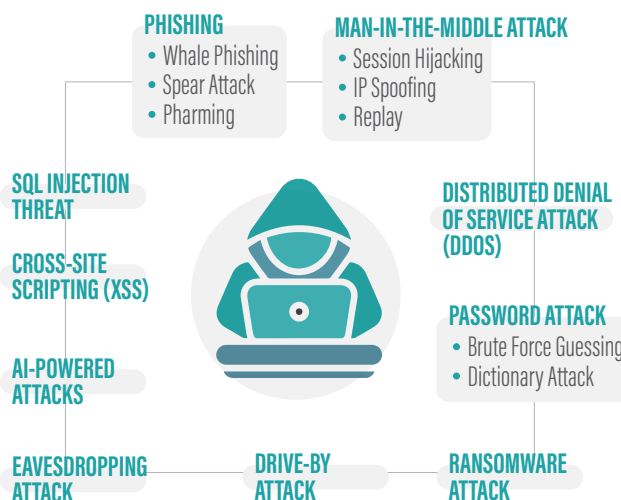 PHISHING
• Whale Phishing
• Spear Attack
• Pharming
MAN-IN-THE-MIDDLE ATTACK
• Session Hijacking
• IP Spoofing
• Replay
SQL INJECTION
THREAT
DISTRIBUTED DENIAL
OF SERVICE ATTACK
(DDOS)
CROSS-SITE
SCRIPTING (XSS)
PASSWORD ATTACK
• Brute Force Guessing
• Dictionary Attack
AI-POWERED
ATTACKS
EAVESDROPPING
ATTACK
DRIVE-BY
ATTACK
RANSOMWARE
ATTACK